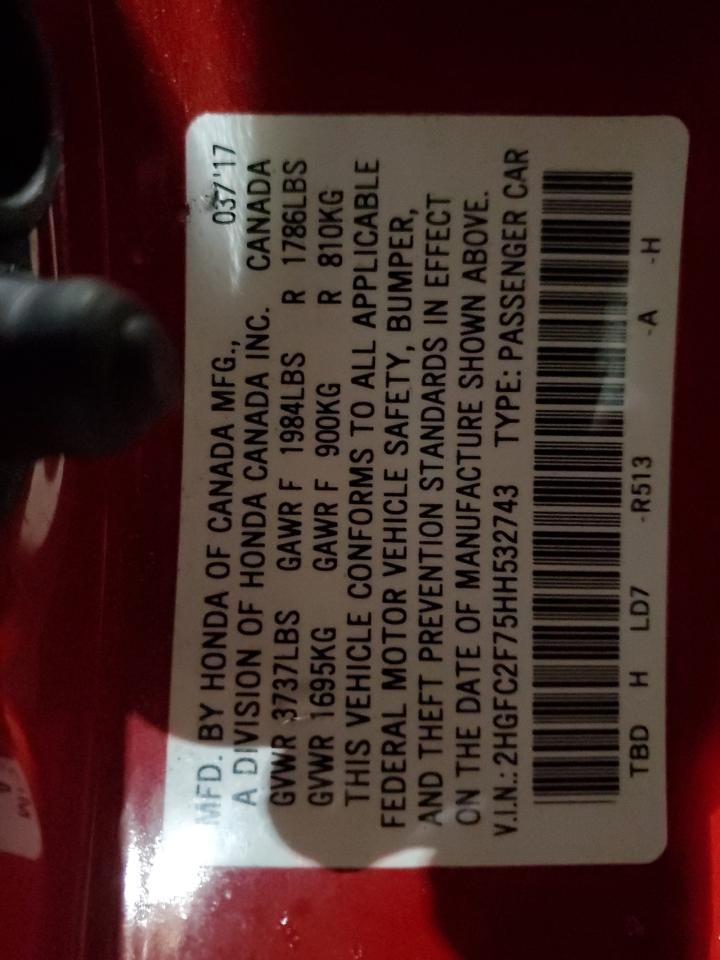 MFD. BY HONDA OF CANADA MFG., 03/'17
A DIVISION OF HONDA CANADA INC. CANADA
GVWR 3737LBS GAWR F 1984LBS R 1786LBS
GVWR 1695KG GAWR F 900KG R 810KG
THIS VEHICLE CONFORMS TO ALL APPLICABLE
FEDERAL MOTOR VEHICLE SAFETY, BUMPER,
AND THEFT PREVENTION STANDARDS IN EFFECT
ON THE DATE OF MANUFACTURE SHOWN ABOVE.
V.I.N.: 2HGFC2F75HH532743 TYPE: PASSENGER CAR
TBD H LD7 -R513 -A -H